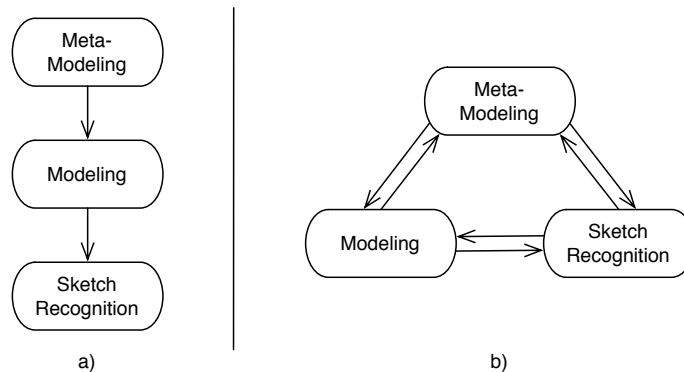 Meta-
Modeling
Modeling
Sketch
Recognition
a)
Meta-
Modeling
Modeling
Sketch
Recognition
b)